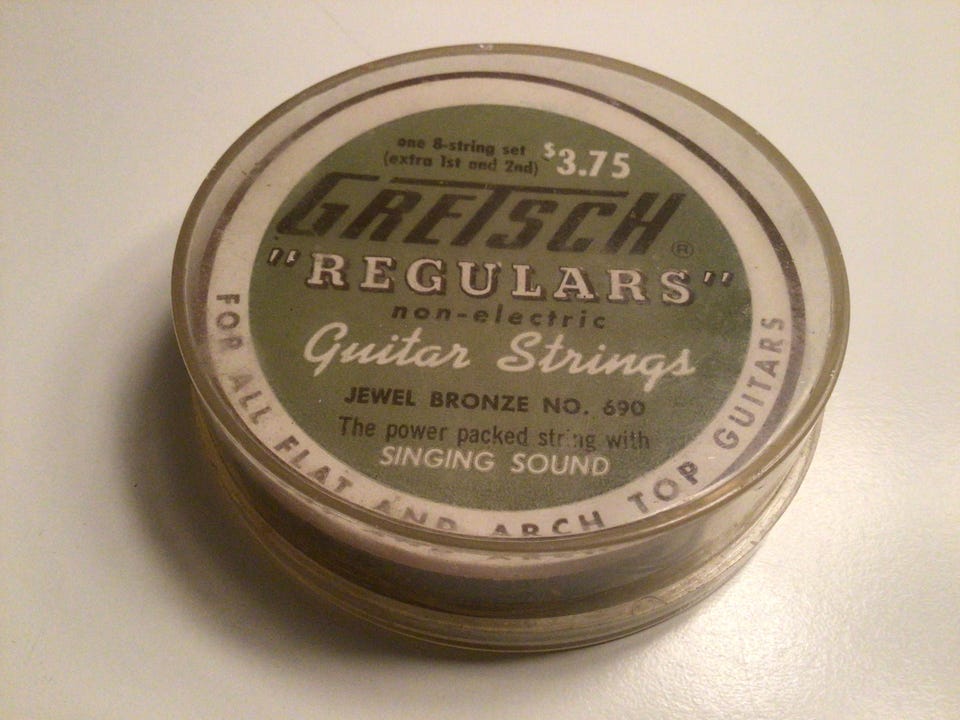 one 8-string set
(extra 1st and 2nd) $3.75
GRETSCH ®
"REGULARS"
non-electric
Guitar Strings
JEWEL BRONZE NO. 690
The power packed string with
SINGING SOUND
FOR ALL FLAT AND ARCH TOP GUITARS